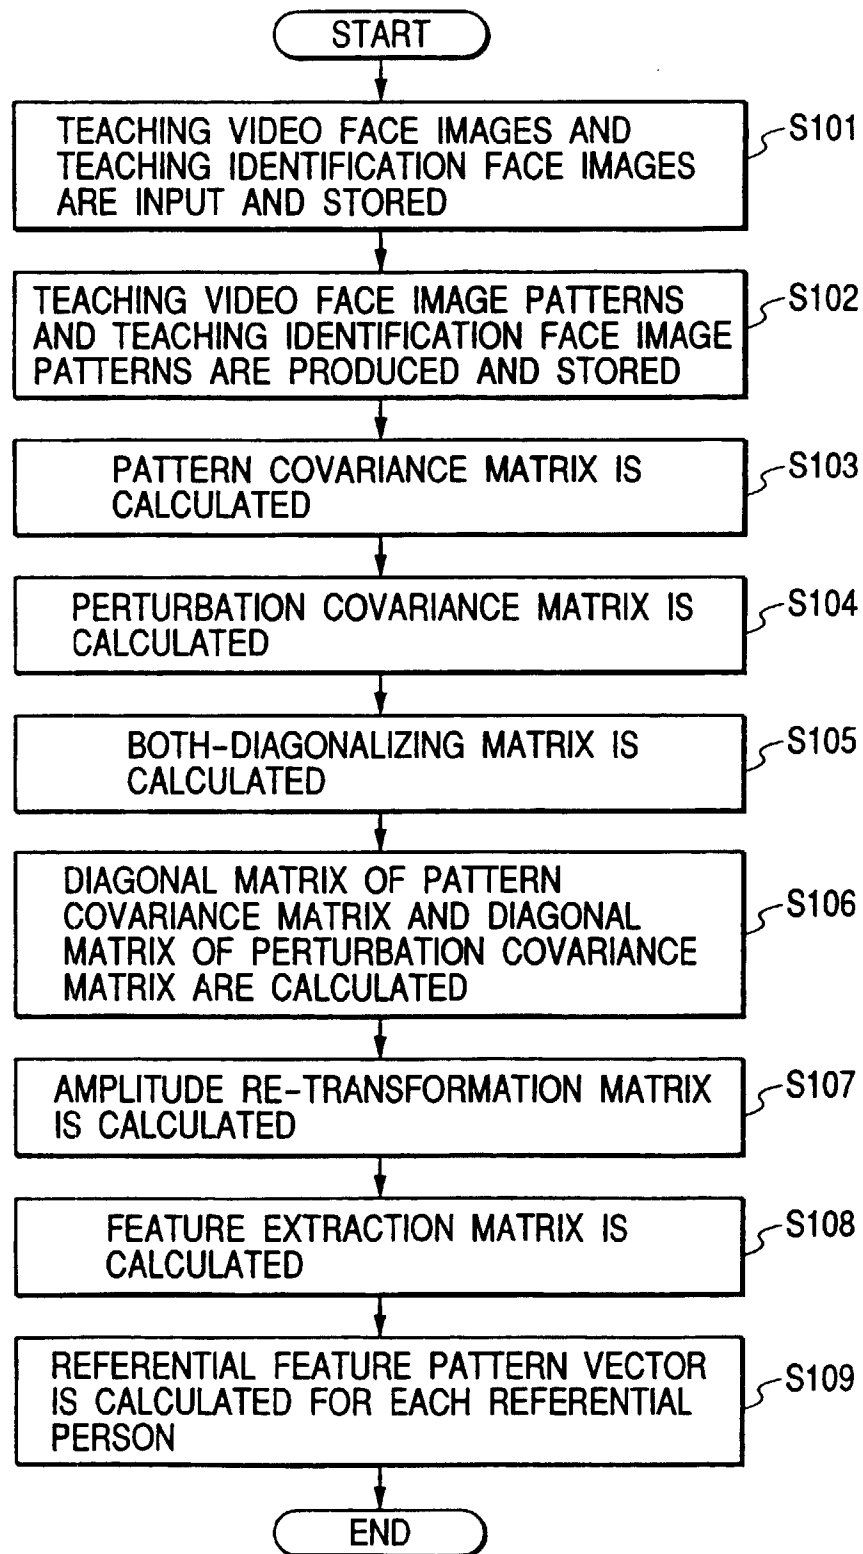 START
TEACHING VIDEO FACE IMAGES AND
TEACHING IDENTIFICATION FACE IMAGES
ARE INPUT AND STORED
S101
TEACHING VIDEO FACE IMAGE PATTERNS
AND TEACHING IDENTIFICATION FACE IMAGE
PATTERNS ARE PRODUCED AND STORED
S102
PATTERN COVARIANCE MATRIX IS
CALCULATED
S103
PERTURBATION COVARIANCE MATRIX IS
CALCULATED
S104
BOTH-DIAGONALIZING MATRIX IS
CALCULATED
S105
DIAGONAL MATRIX OF PATTERN
COVARIANCE MATRIX AND DIAGONAL
MATRIX OF PERTURBATION COVARIANCE
MATRIX ARE CALCULATED
S106
AMPLITUDE RE-TRANSFORMATION MATRIX
IS CALCULATED
S107
FEATURE EXTRACTION MATRIX IS
CALCULATED
S108
REFERENTIAL FEATURE PATTERN VECTOR
IS CALCULATED FOR EACH REFERENTIAL
PERSON
S109
END